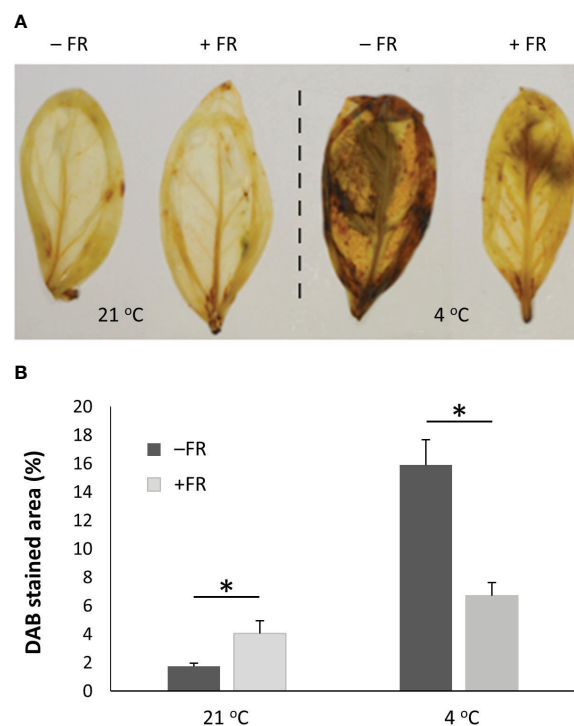 A
– FR + FR – FR + FR
21 °C 4 °C
B
DAB stained area (%)
20
18
16
14
12
10
8
6
4
2
0
–FR
+FR
*
*
21 °C 4 °C